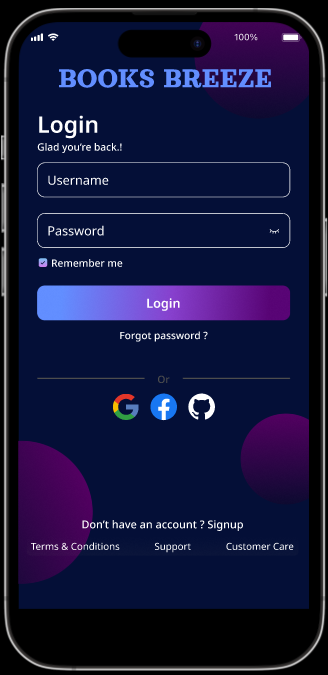 100%
BOOKS BREEZE
Login
Glad you're back.!
Username
Password
Remember me
Login
Forgot password ?
Or
Don't have an account ? Signup
Terms & Conditions Support Customer Care